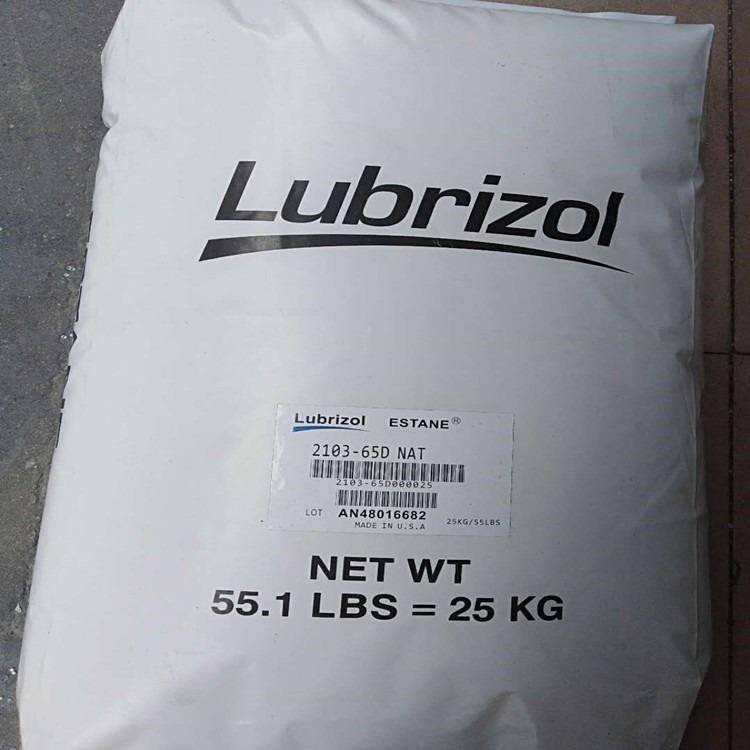 Lubrizol
Lubrizol ESTANE®
2103-65D NAT
2103-65D000025
LOT AN48016682
MADE IN U.S.A
25KG/55LBS
NET WT
55.1 LBS = 25 KG